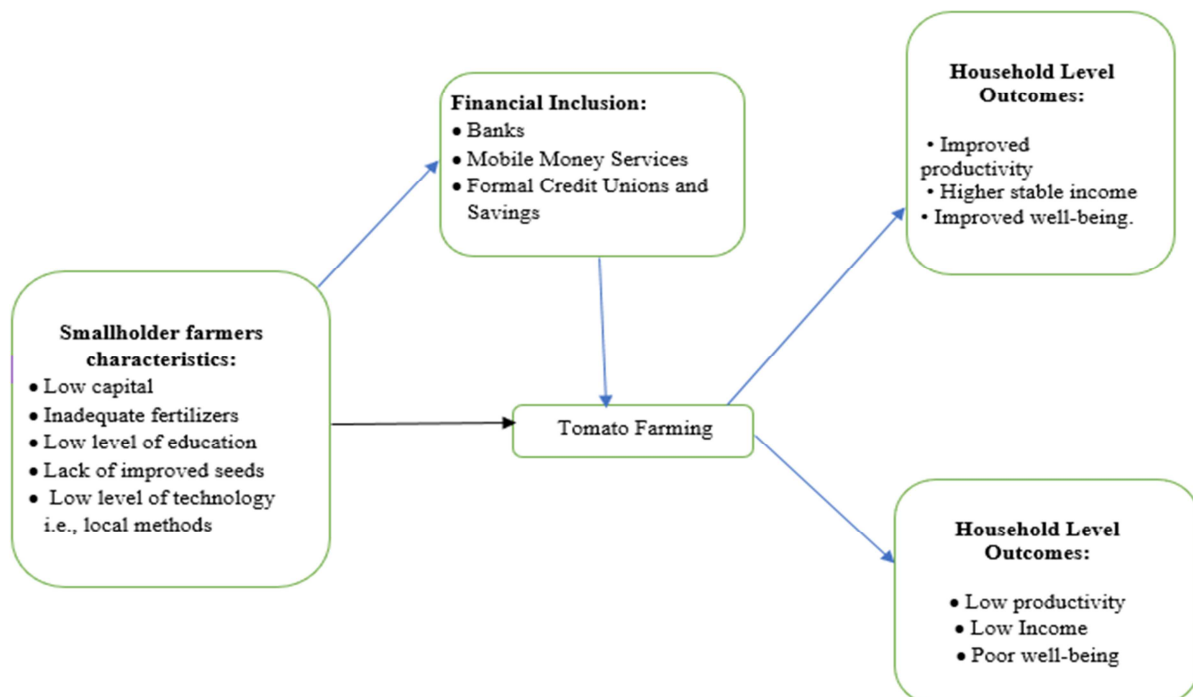 Financial Inclusion:
• Banks
• Mobile Money Services
• Formal Credit Unions and
Savings
Household Level
Outcomes:
• Improved
productivity
• Higher stable income
• Improved well-being.
Smallholder farmers
characteristics:
• Low capital
• Inadequate fertilizers
• Low level of education
• Lack of improved seeds
• Low level of technology
i.e., local methods
Tomato Farming
Household Level
Outcomes:
• Low productivity
• Low Income
• Poor well-being